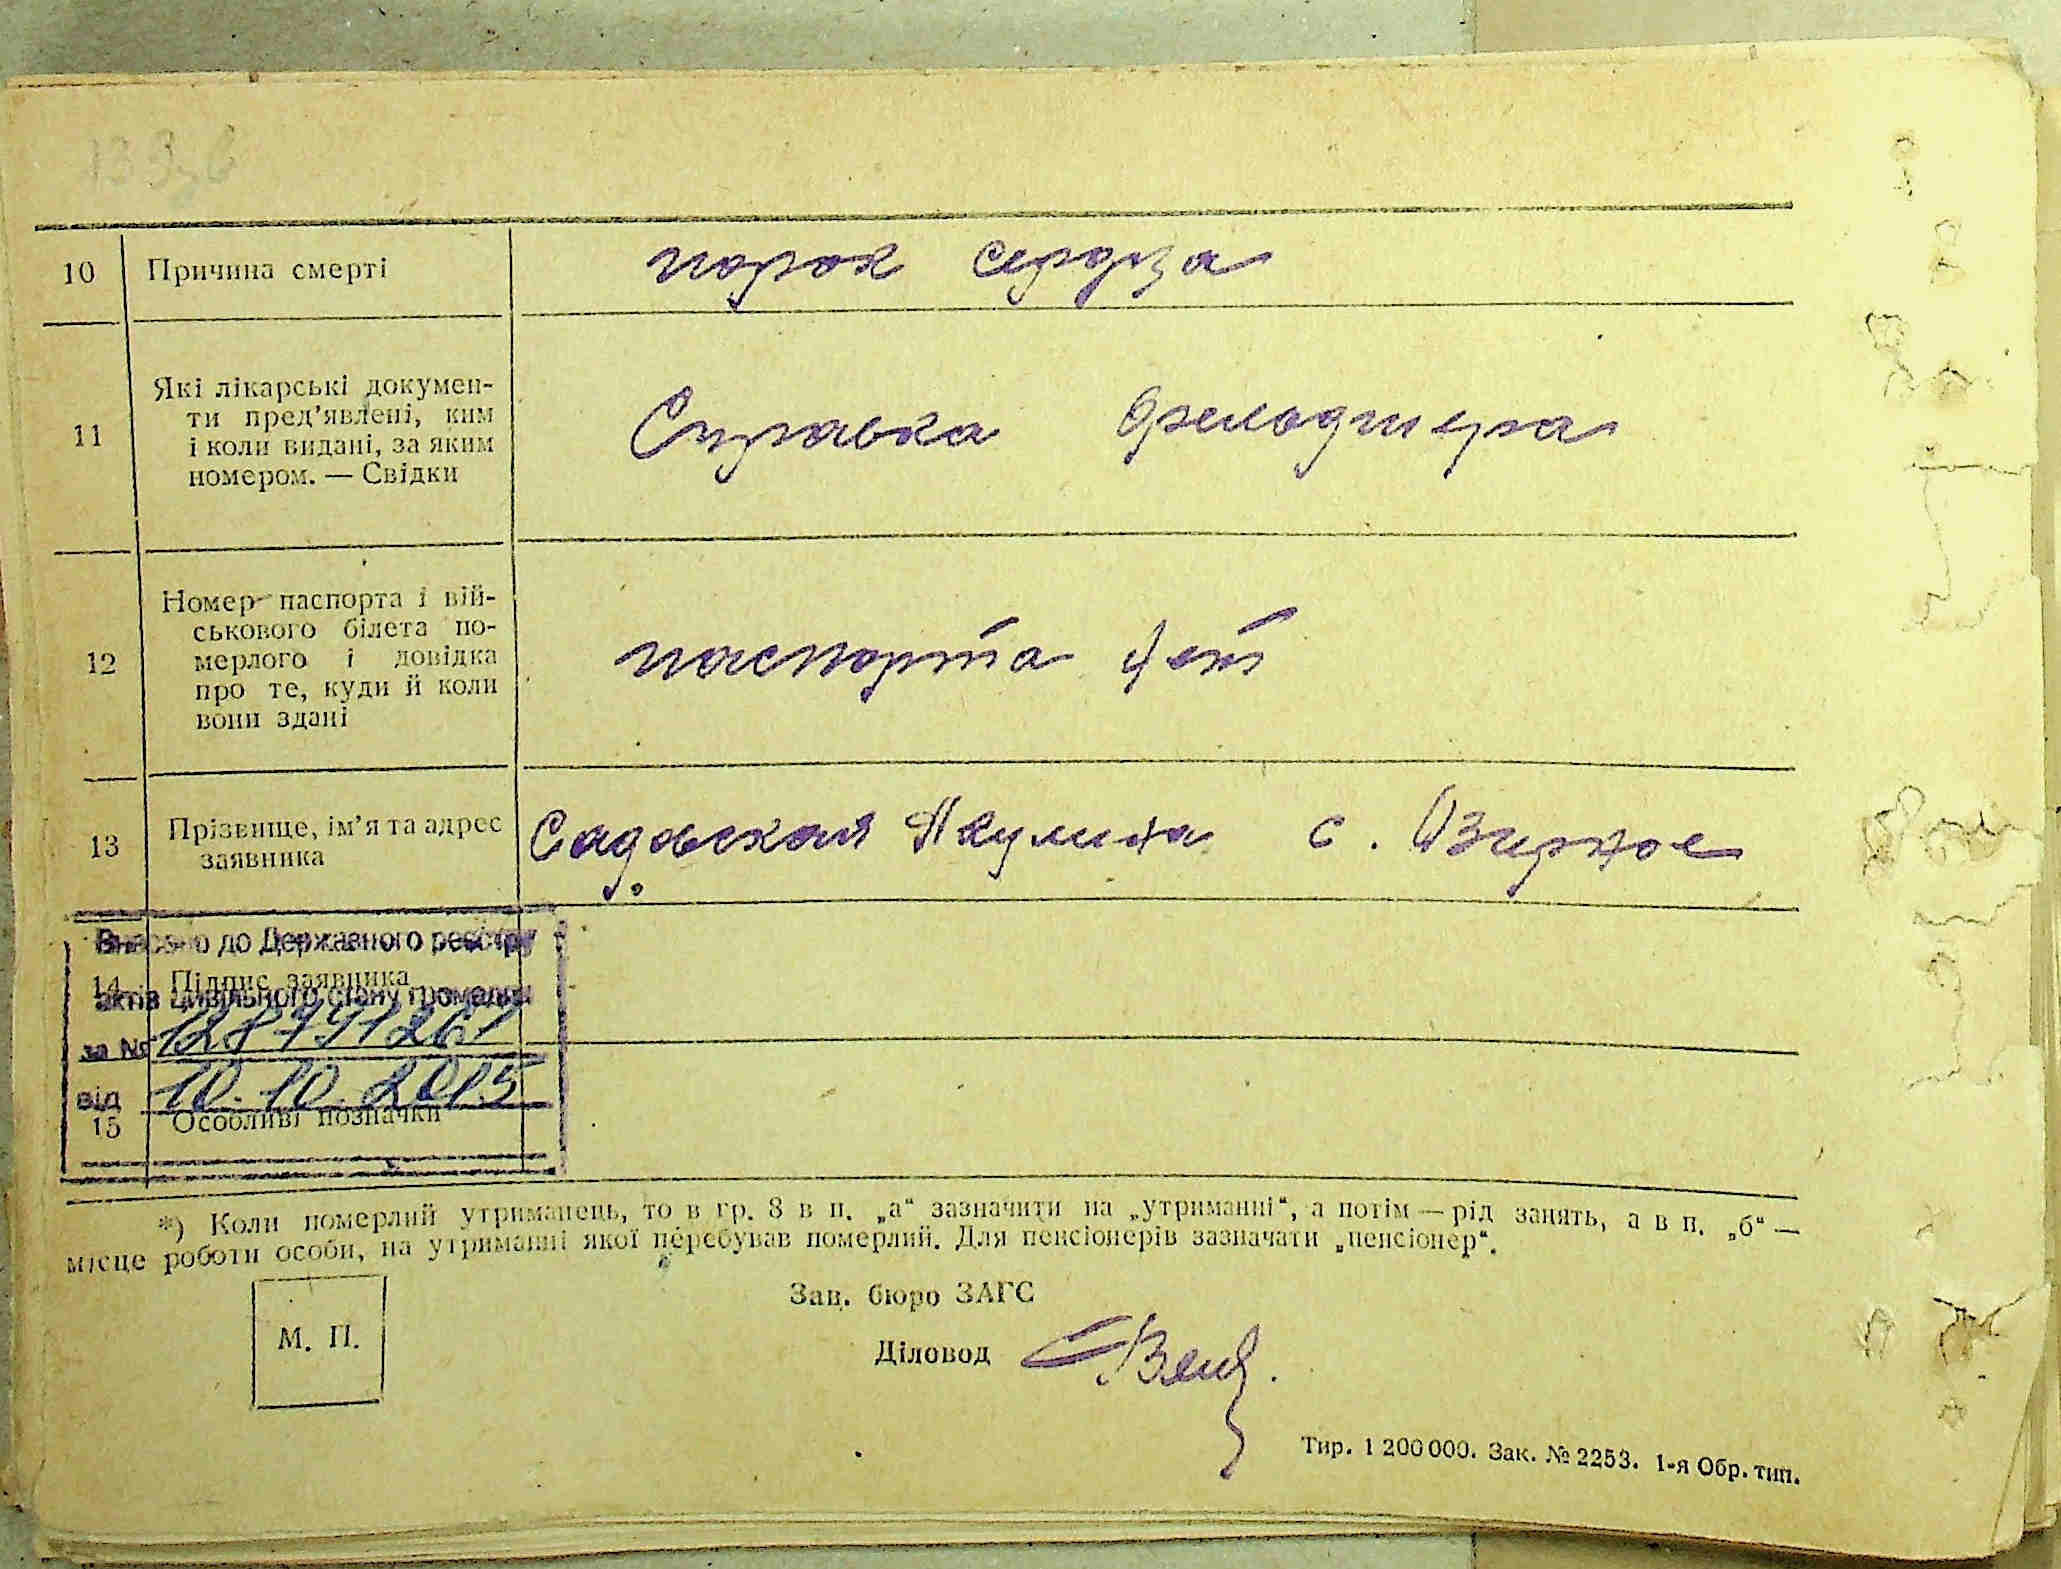 10 Причина смерті порок сердца
11 Які лікарські докумен-
ти пред’явлені, ким
і коли видані, за яким
номером. — Свідки
Справка фельдшера
12 Номер паспорта і вій-
ськового білета по-
мерлого і довідка
про те, куди й коли
вони здані
паспорта нет
13 Прізвище, ім’я та адрес
заявника
Садовская Акулина с. Озирное
Внесено до Державного реєстру
14 Підпис заявника
актів цивільного стану громадян
за №
від 10.10.2015
15 Особливі позначки
*) Коли померлий утриманець, то в гр. 8 в п. „а“ зазначити на „утриманні“, а потім — рід занять, а в п. „б“ —
місце роботи особи, на утриманні якої перебував померлий. Для пенсіонерів зазначати „пенсіонер“.
Зав. бюро ЗАГС
М. П.
Діловод
Тир. 1 200 000. Зак. № 2253. 1-я Обр. тип.